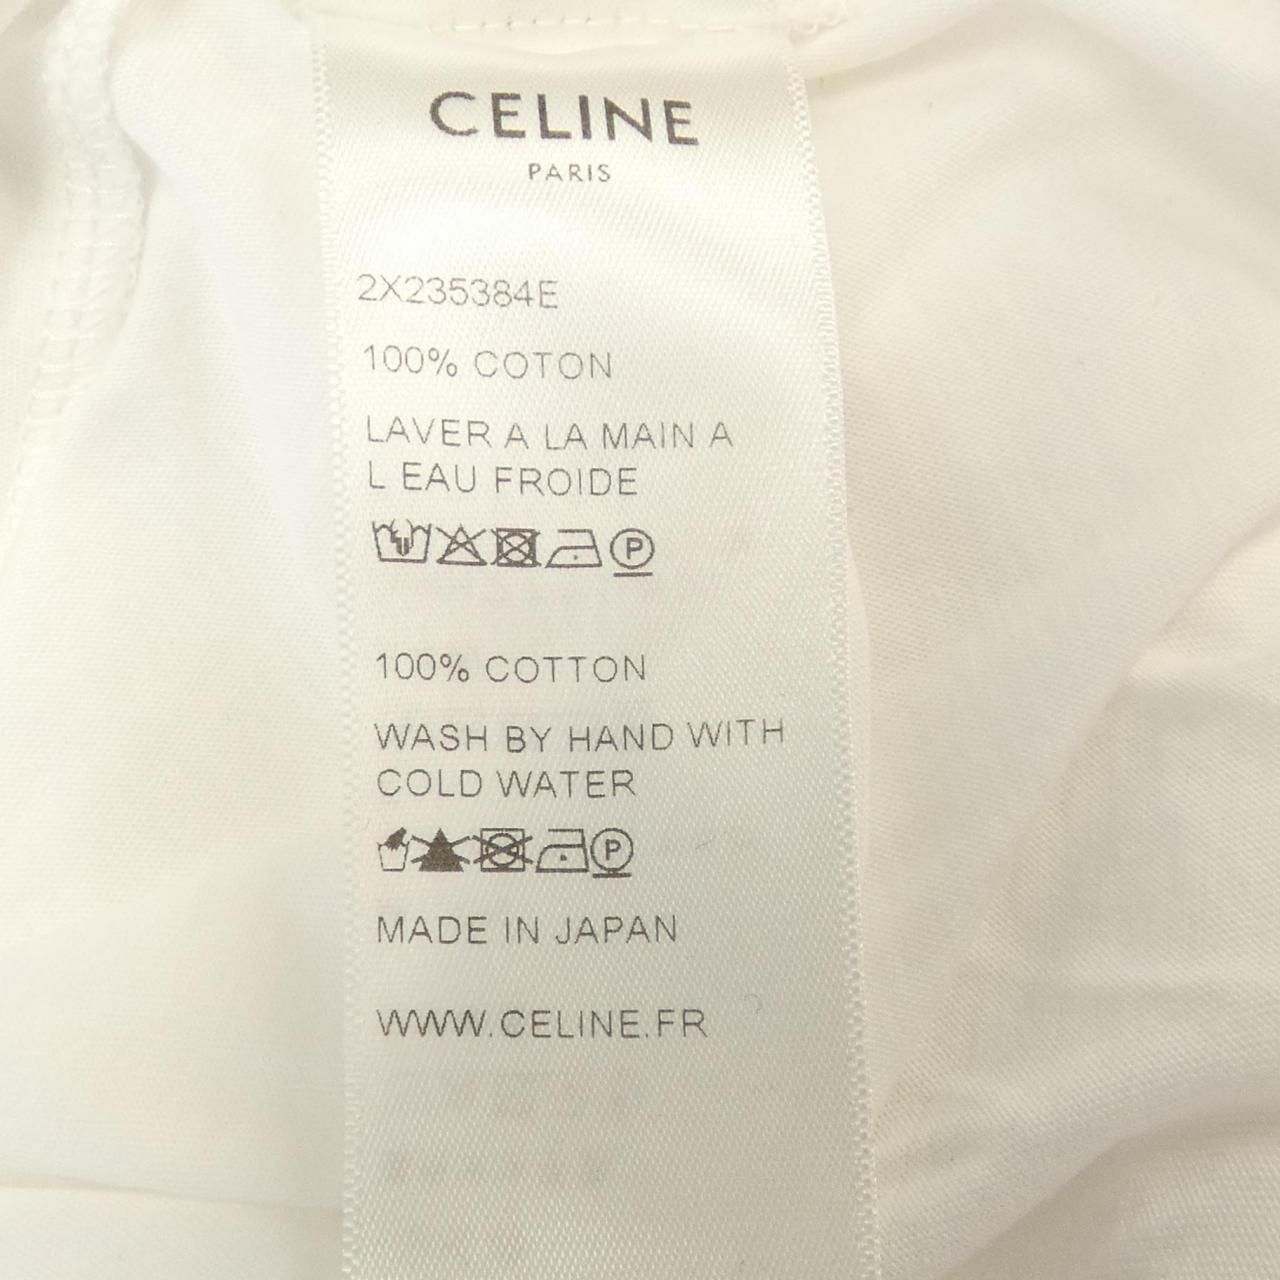 CELINE
PARIS
2X235384E
100% COTON
LAVER A LA MAIN A
L EAU FROIDE
P
100% COTTON
WASH BY HAND WITH
COLD WATER
P
MADE IN JAPAN
WWW.CELINE.FR